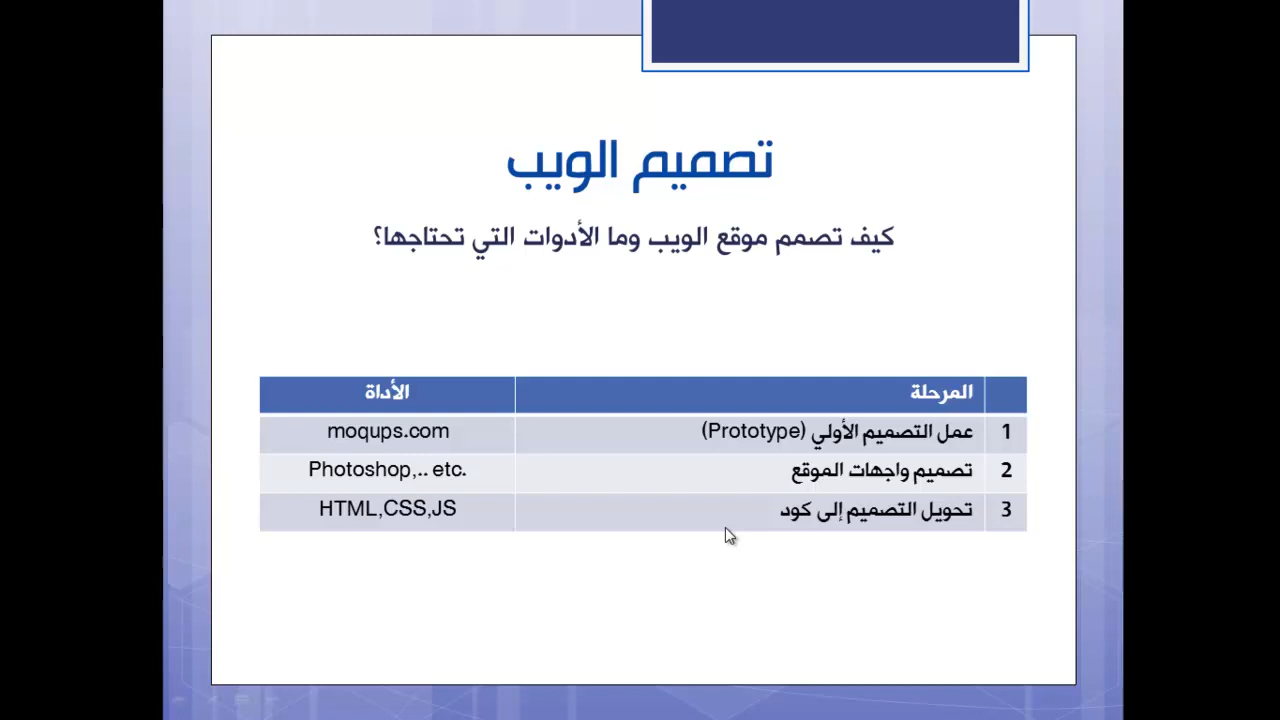 تصميم الويب
كيف تصمم موقع الويب وما الأدوات التي تحتاجها؟
المرحلة الأداة
1 عمل التصميم الأولي (Prototype) moqups.com
2 تصميم واجهات الموقع Photoshop,.. etc.
3 تحويل التصميم إلى كود HTML,CSS,JS